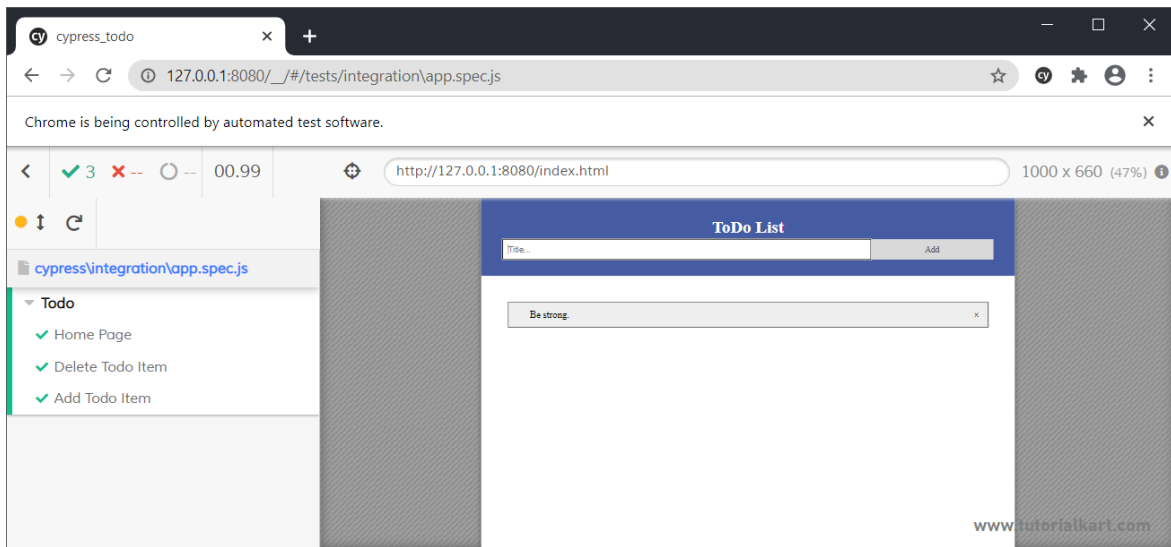 cypress_todo
127.0.0.1:8080/__/#/tests/integration\app.spec.js
Chrome is being controlled by automated test software.
3 -- -- 00.99
http://127.0.0.1:8080/index.html
1000 x 660 (47%)
cypress\integration\app.spec.js
Todo
Home Page
Delete Todo Item
Add Todo Item
ToDo List
Title...
Add
Be strong.
×
www.tutorialkart.com